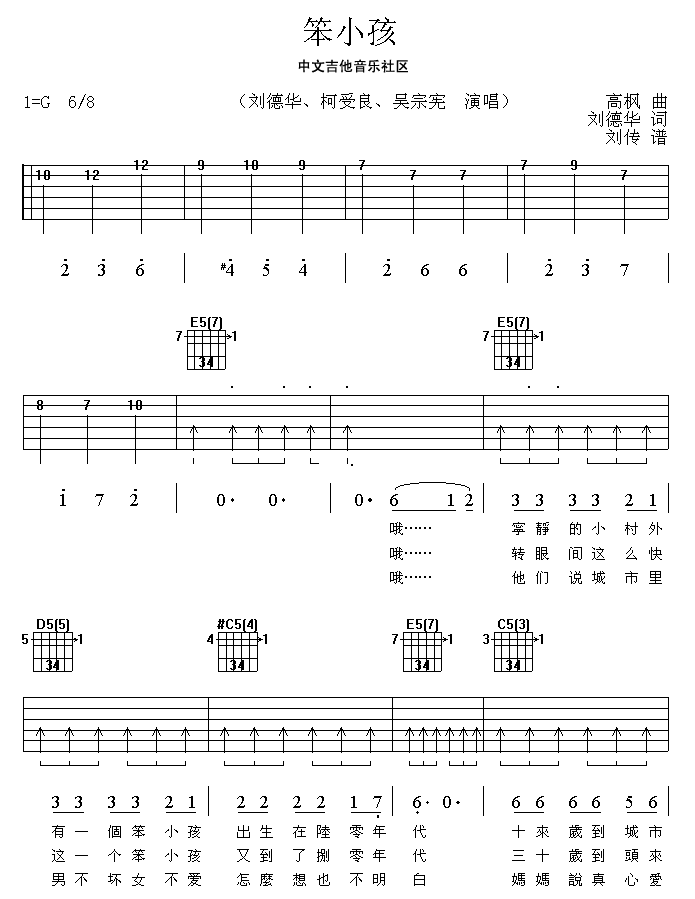 笨小孩
中文吉他音乐社区
1=G 6/8 （刘德华、柯受良、吴宗宪 演唱） 高枫 曲
刘德华 词
刘传 谱
10 12 12 9 10 9 7 7 7 7 9 7
2 3 6 | #4 5 4 | 2 6 6 | 2 3 7
E5(7) E5(7)
7 1 7 1
34 34
8 7 10
1 7 2 | 0· 0· | 0· 6 1 2 | 3 3 3 3 2 1
哦…… 寧靜的小村外
哦…… 转眼间这么快
哦…… 他们说城市里
D5(5) #C5(4) E5(7) C5(3)
5 1 4 1 7 1 3 1
34 34 34 34
3 3 3 3 2 1 | 2 2 2 2 1 7 | 6· 0· | 6 6 6 6 5 6
有一個笨小孩 出生在陸零年代 十來歲到城市
这一个笨小孩 又到了捌零年代 三十歲到頭來
男不坏女不爱 怎麼想也不明白 媽媽說真心愛